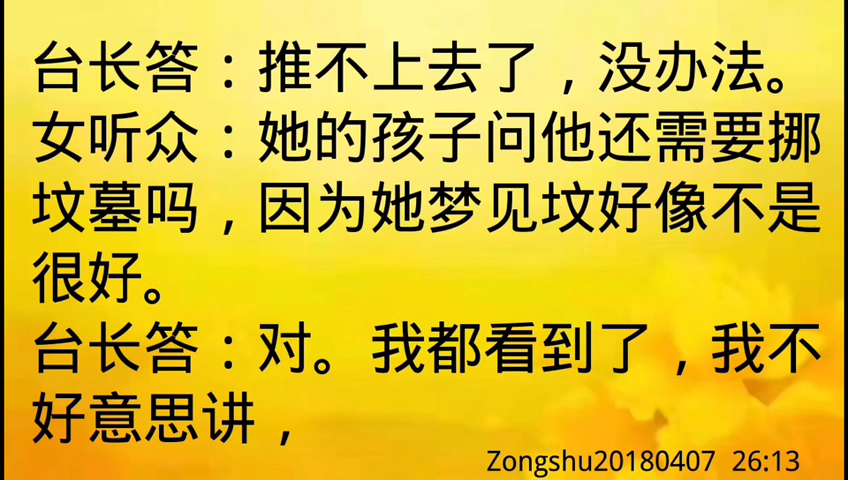 台长答：推不上去了，没办法。
女听众：她的孩子问他还需要挪
坟墓吗，因为她梦见坟好像不是
很好。
台长答：对。我都看到了，我不
好意思讲，
Zongshu20180407 26:13